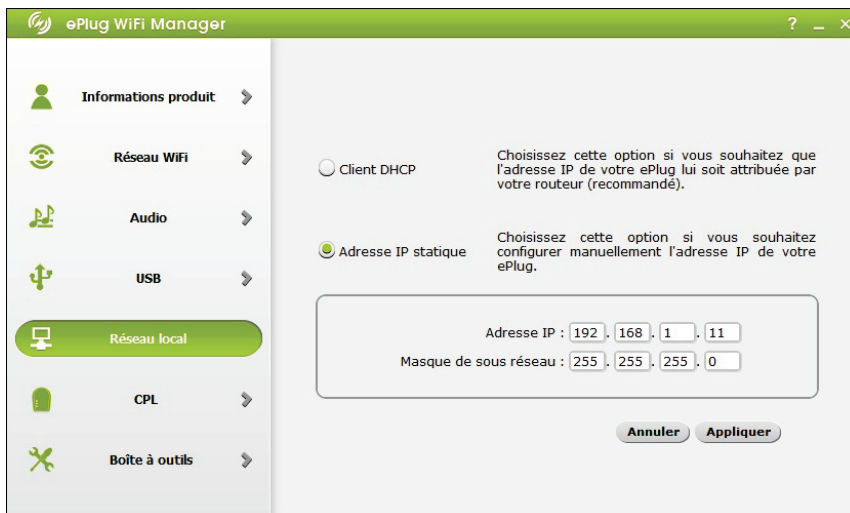 ePlug WiFi Manager ? _ ×
Informations produit
Réseau WiFi
Audio
USB
Réseau local
CPL
Boîte à outils
Client DHCP
Choisissez cette option si vous souhaitez que
l'adresse IP de votre ePlug lui soit attribuée par
votre routeur (recommandé).
Adresse IP statique
Choisissez cette option si vous souhaitez
configurer manuellement l'adresse IP de votre
ePlug.
Adresse IP : 192 . 168 . 1 . 11
Masque de sous réseau : 255 . 255 . 255 . 0
Annuler Appliquer